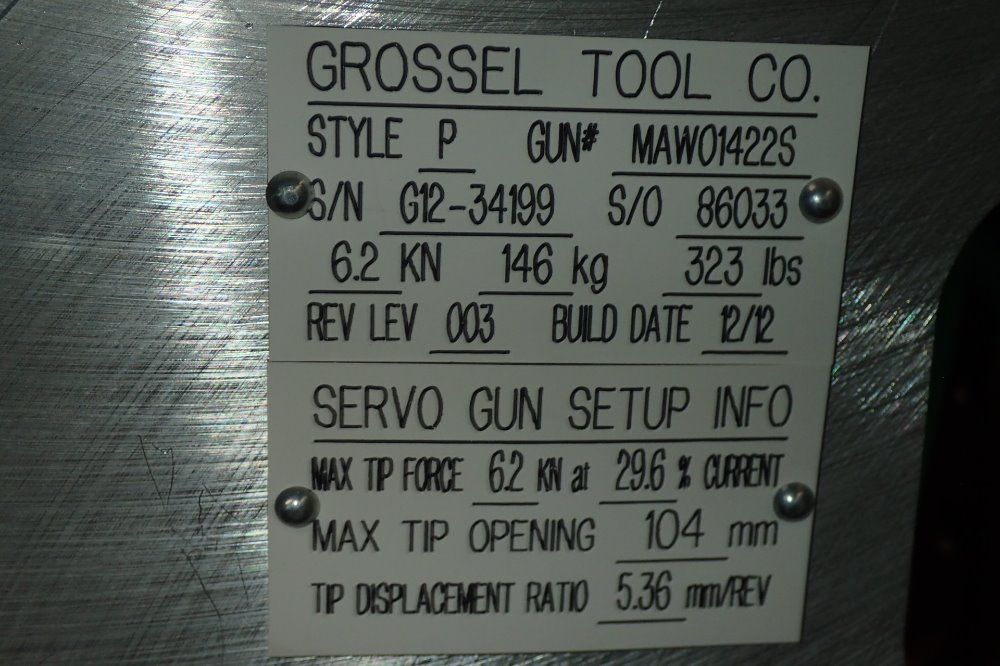 GROSSEL TOOL CO.
STYLE P GUN# MAW01422S
S/N G12-34199 S/O 86033
6.2 KN 146 kg 323 lbs
REV LEV 003 BUILD DATE 12/12
SERVO GUN SETUP INFO
MAX TIP FORCE 6.2 KN at 29.6 % CURRENT
MAX TIP OPENING 104 mm
TIP DISPLACEMENT RATIO 5.36 mm/REV